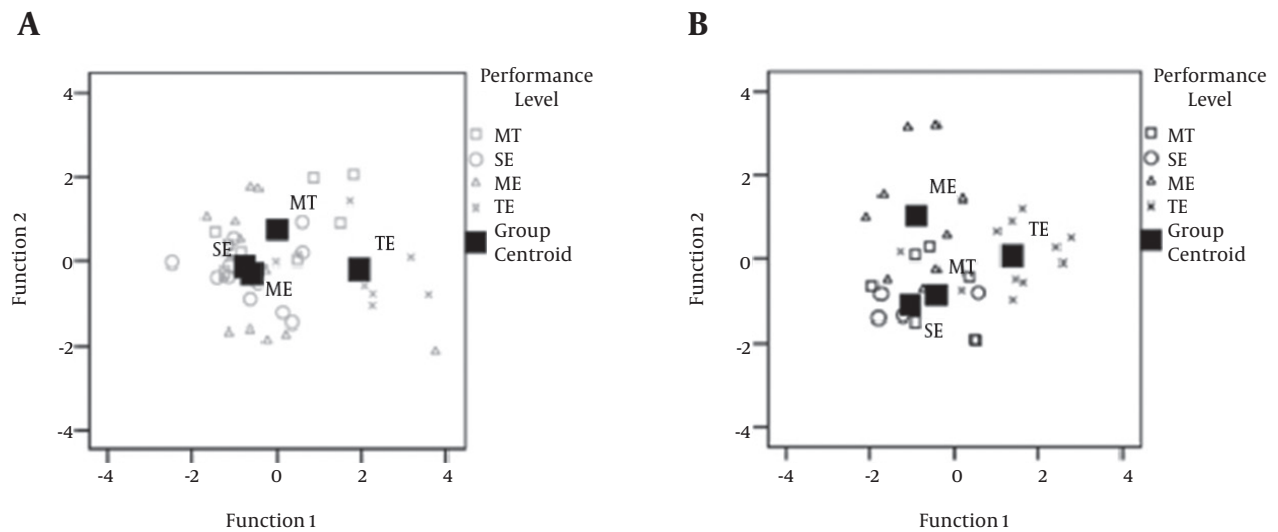 A
Performance
Level
MT
SE
ME
TE
Group
Centroid
Function 2
4
2
0
-2
-4
MT
SE
TE
ME
-4
-2
0
2
4
Function 1
B
Performance
Level
MT
SE
ME
TE
Group
Centroid
Function 2
4
2
0
-2
-4
ME
TE
MT
SE
-4
-2
0
2
4
Function 1